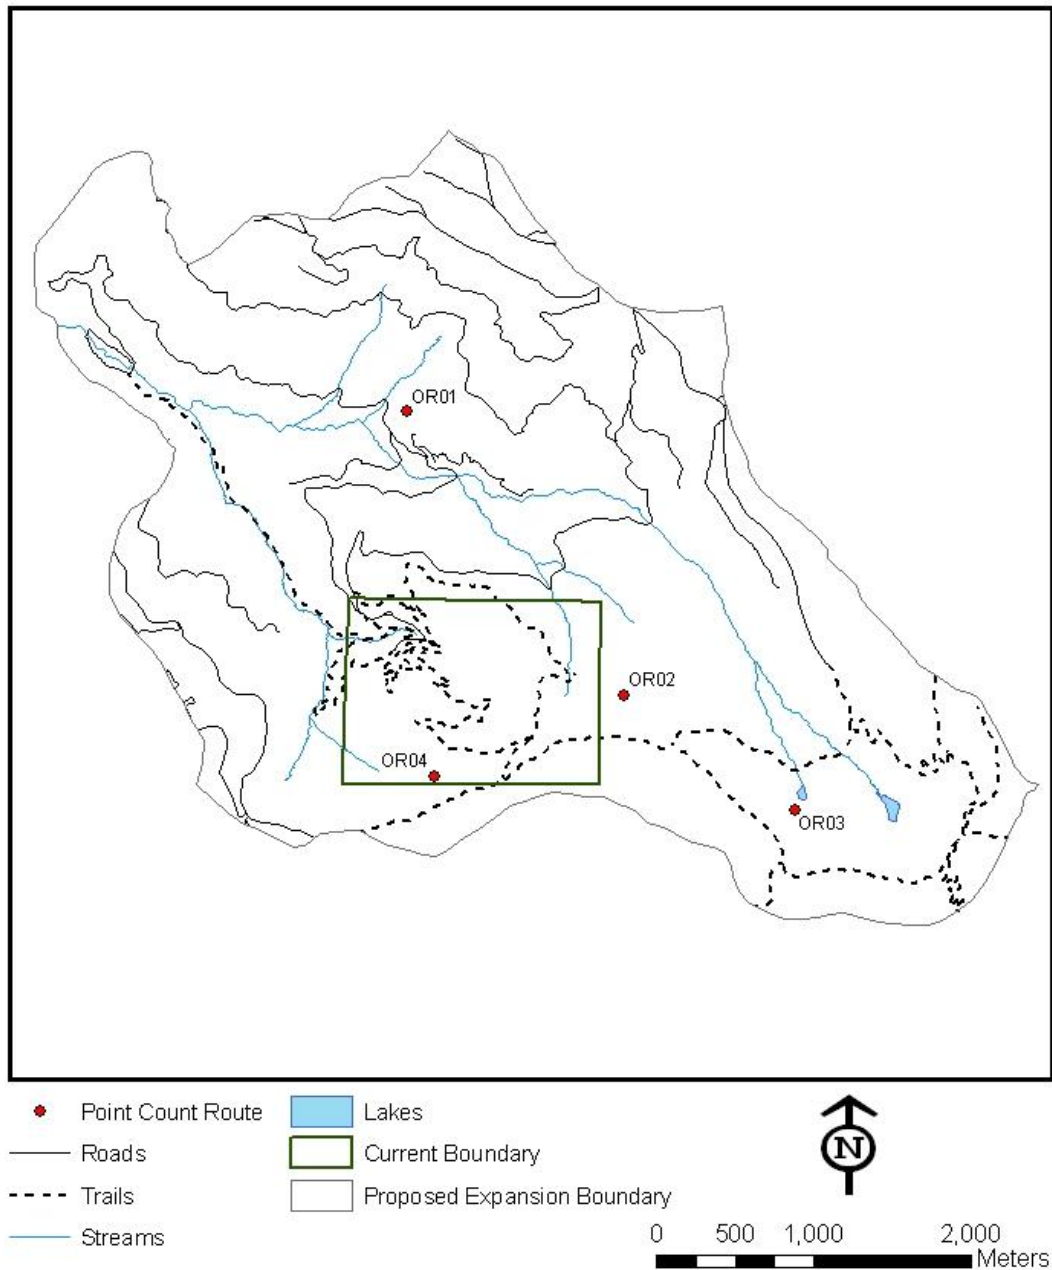 OR01
OR02
OR04
OR03
Point Count Route
Lakes
Roads
Current Boundary
Trails
Proposed Expansion Boundary
Streams
N
0 500 1,000 2,000
Meters